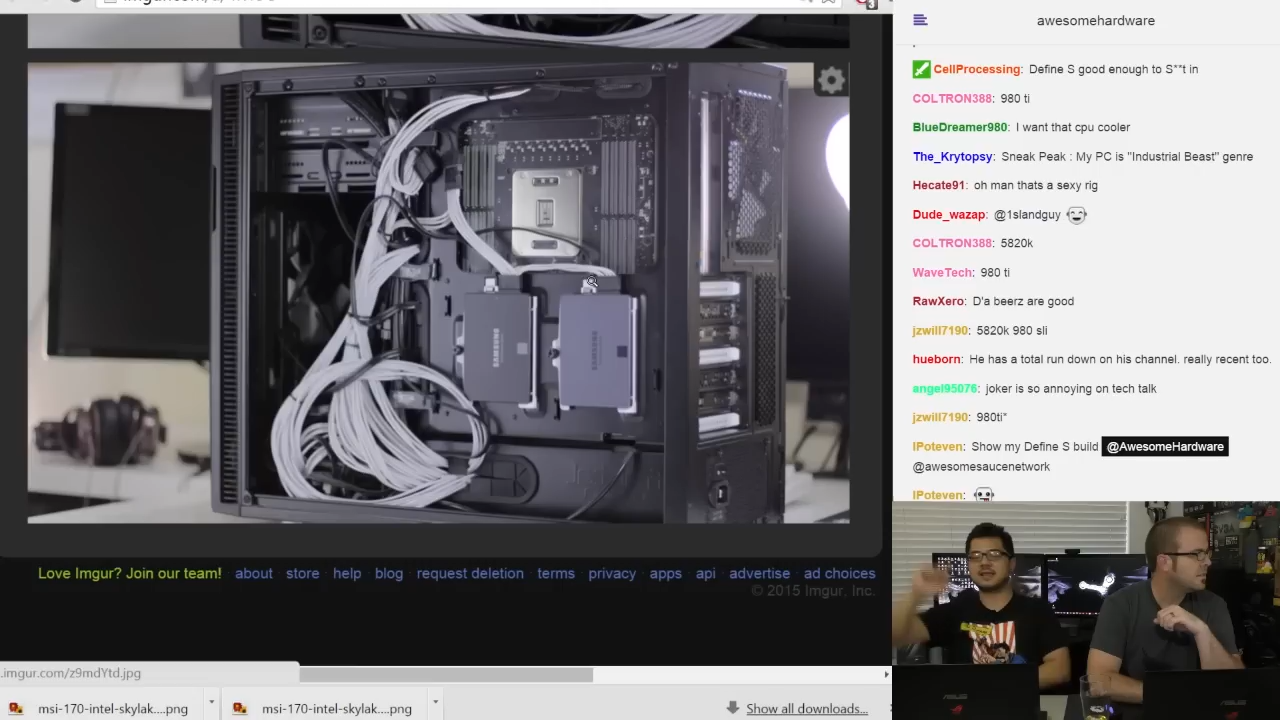 awesomehardware
CellProcessing: Define S good enough to S**t in
COLTRON388: 980 ti
BlueDreamer980: I want that cpu cooler
The_Krytopsy: Sneak Peak : My PC is "Industrial Beast" genre
Hecate91: oh man thats a sexy rig
Dude_wazap: @1slandguy
COLTRON388: 5820k
WaveTech: 980 ti
RawXero: D'a beerz are good
jzwill7190: 5820k 980 sli
hueborn: He has a total run down on his channel. really recent too.
angel95076: joker is so annoying on tech talk
jzwill7190: 980ti*
IPoteven: Show my Define S build @AwesomeHardware
@awesomesaucenetwork
IPoteven:
SAMSUNG
SAMSUNG
Love Imgur? Join our team! about store help blog request deletion terms privacy apps api advertise ad choices
© 2015 Imgur, Inc.
.imgur.com/z9mdYtd.jpg
msi-170-intel-skylak....png
msi-170-intel-skylak....png
Show all downloads...
ASUS
ASUS